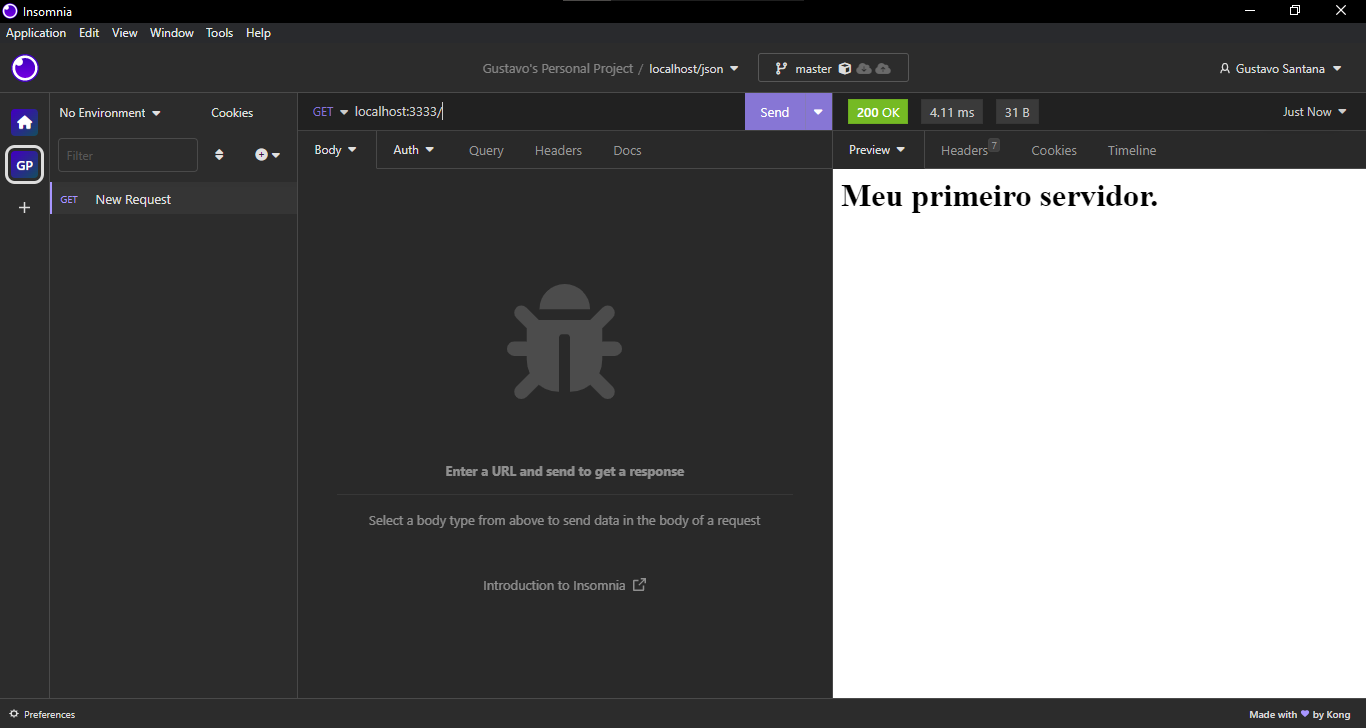 Insomnia
Application Edit View Window Tools Help
Gustavo's Personal Project / localhost/json master Gustavo Santana
No Environment Cookies GET localhost:3333/ Send 200 OK 4.11 ms 31 B Just Now
Filter Body Auth Query Headers Docs Preview Headers 7 Cookies Timeline
GP
GET New Request
Meu primeiro servidor.
Enter a URL and send to get a response
Select a body type from above to send data in the body of a request
Introduction to Insomnia
Preferences Made with by Kong